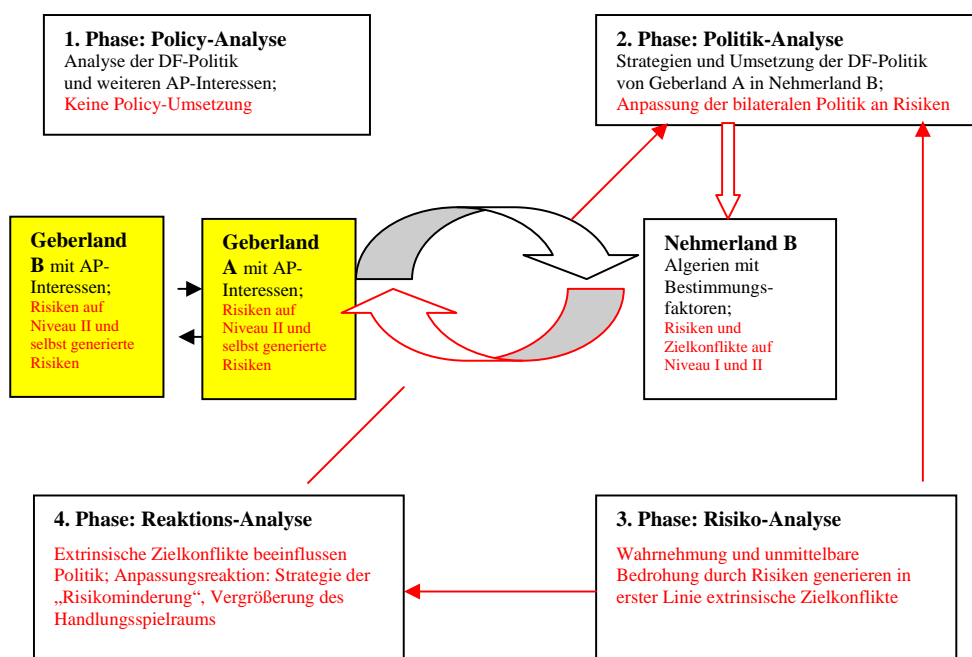 1. Phase: Policy-Analyse
Analyse der DF-Politik
und weiteren AP-Interessen;
Keine Policy-Umsetzung
2. Phase: Politik-Analyse
Strategien und Umsetzung der DF-Politik
von Geberland A in Nehmerland B;
Anpassung der bilateralen Politik an Risiken
Geberland
B mit AP-
Interessen;
Risiken auf
Niveau II und
selbst generierte
Risiken
Geberland
A mit AP-
Interessen;
Risiken auf
Niveau II und
selbst generierte
Risiken
Nehmerland B
Algerien mit
Bestimmungs-
faktoren;
Risiken und
Zielkonflikte auf
Niveau I und II
4. Phase: Reaktions-Analyse
Extrinsische Zielkonflikte beeinflussen
Politik; Anpassungsreaktion: Strategie der
„Risikominderung“, Vergrößerung des
Handlungsspielraums
3. Phase: Risiko-Analyse
Wahrnehmung und unmittelbare
Bedrohung durch Risiken generieren in
erster Linie extrinsische Zielkonflikte